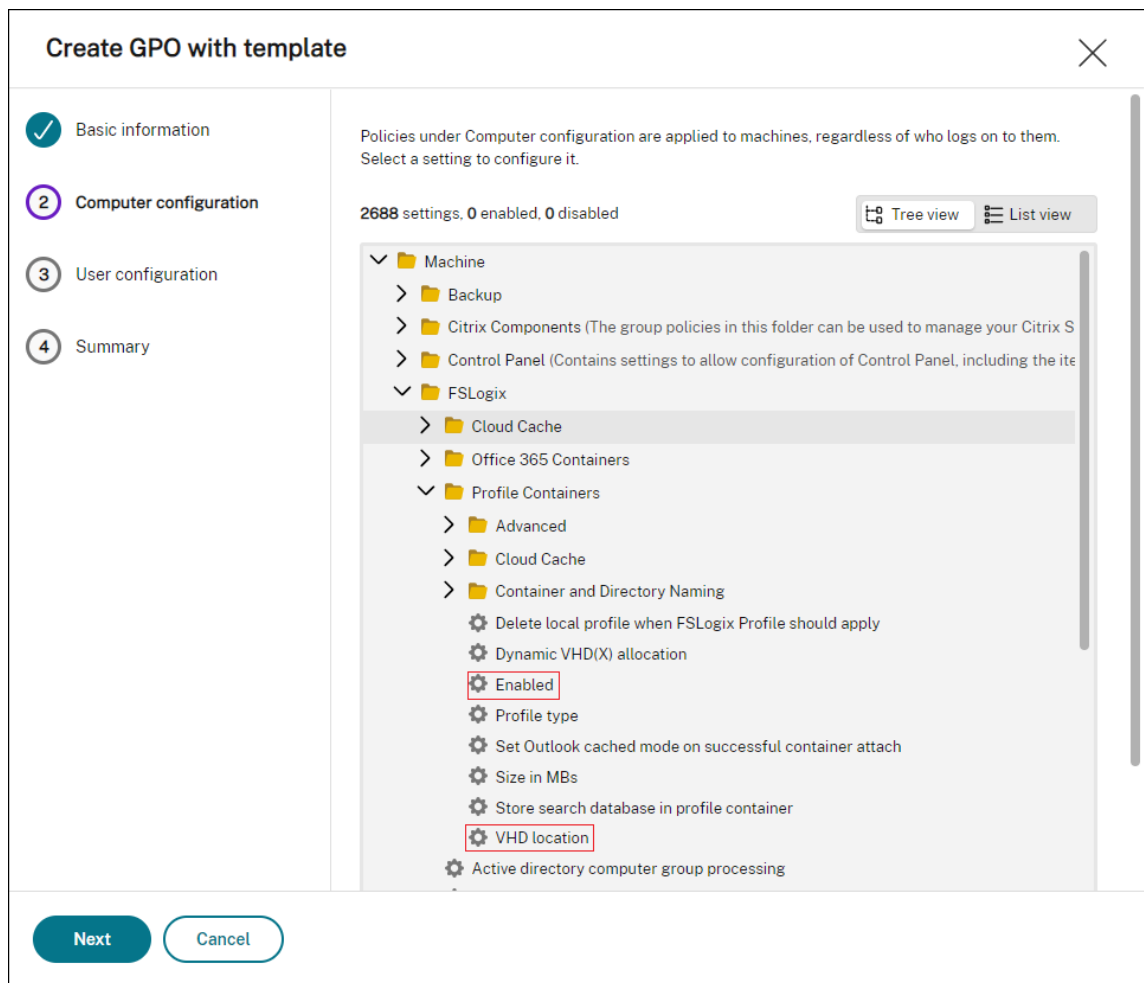 Create GPO with template
Basic information
2 Computer configuration
3 User configuration
4 Summary
Policies under Computer configuration are applied to machines, regardless of who logs on to them.
Select a setting to configure it.
2688 settings, 0 enabled, 0 disabled
Tree view
List view
Machine
Backup
Citrix Components (The group policies in this folder can be used to manage your Citrix S
Control Panel (Contains settings to allow configuration of Control Panel, including the ite
FSLogix
Cloud Cache
Office 365 Containers
Profile Containers
Advanced
Cloud Cache
Container and Directory Naming
Delete local profile when FSLogix Profile should apply
Dynamic VHD(X) allocation
Enabled
Profile type
Set Outlook cached mode on successful container attach
Size in MBs
Store search database in profile container
VHD location
Active directory computer group processing
Next
Cancel